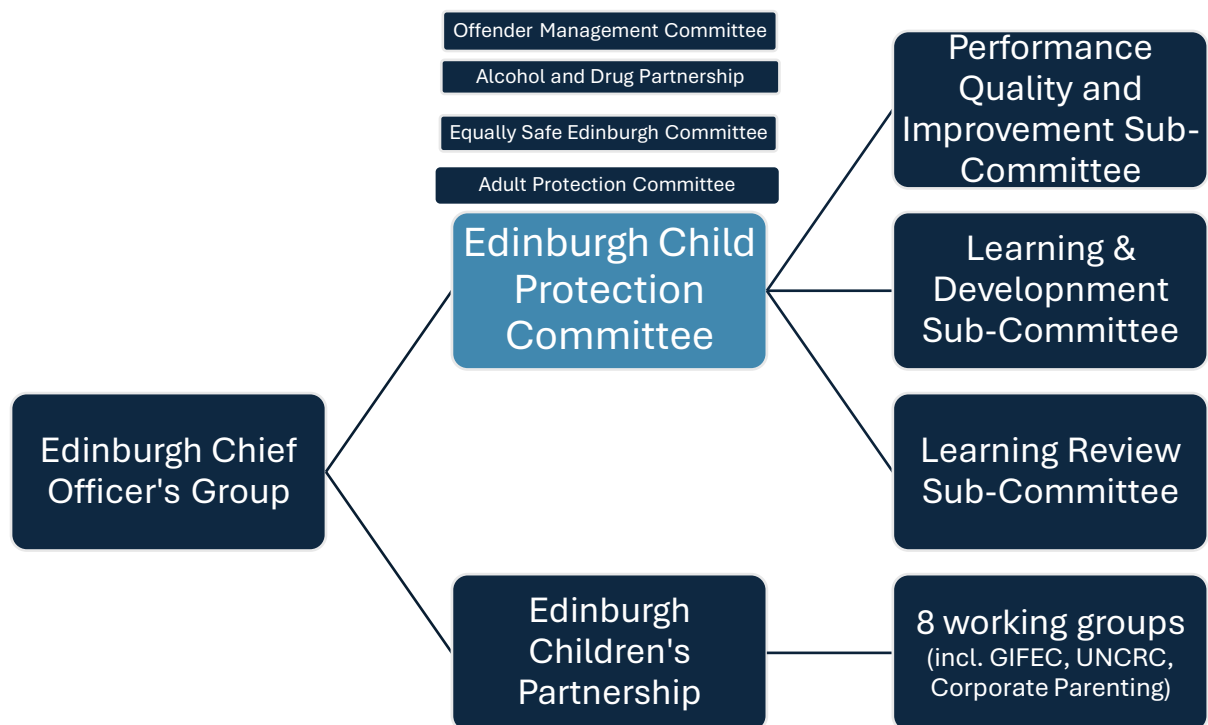 Offender Management Committee
Alcohol and Drug Partnership
Equally Safe Edinburgh Committee
Adult Protection Committee
Edinburgh Child
Protection
Committee
Edinburgh Chief
Officer's Group
Edinburgh
Children's
Partnership
Performance
Quality and
Improvement Sub-
Committee
Learning &
Developnment
Sub-Committee
Learning Review
Sub-Committee
8 working groups
(incl. GIFEC, UNCRC,
Corporate Parenting)